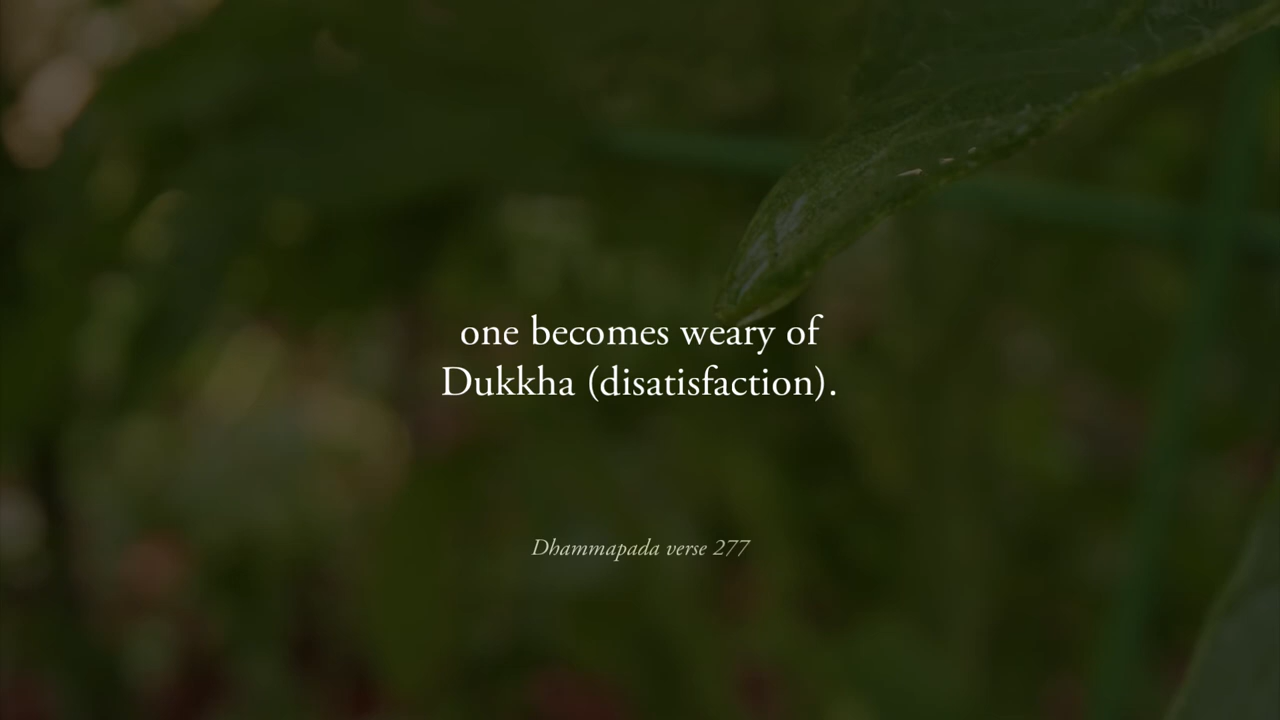 one becomes weary of
Dukkha (disatisfaction).
Dhammapada verse 277